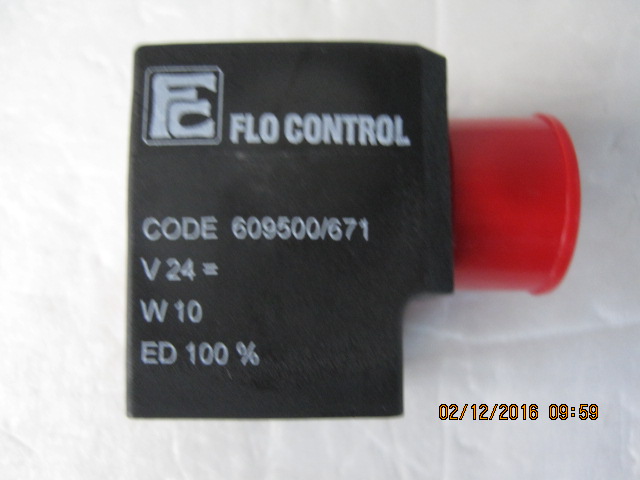 FC FLO CONTROL
CODE 609500/671
V 24 =
W 10
ED 100 %
02/12/2016 09:59